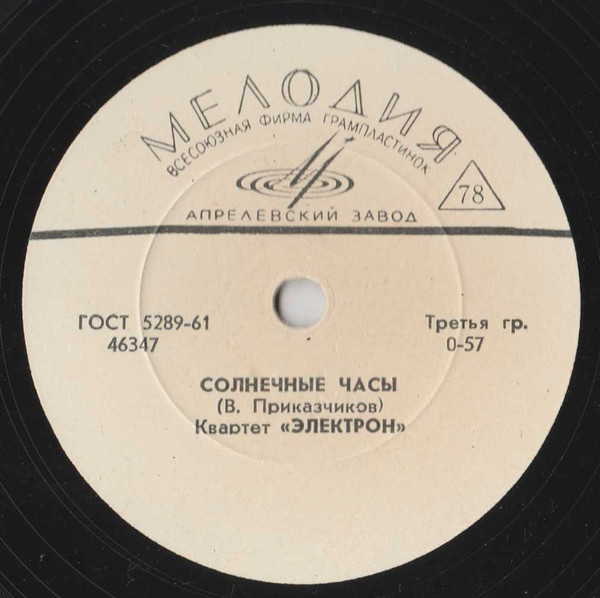 МЕЛОДИЯ
ВСЕСОЮЗНАЯ ФИРМА ГРАМПЛАСТИНОК
78
АПРЕЛЕВСКИЙ ЗАВОД
ГОСТ 5289-61
Третья гр.
46347
0-57
СОЛНЕЧНЫЕ ЧАСЫ
(В. Приказчиков)
Квартет «ЭЛЕКТРОН»